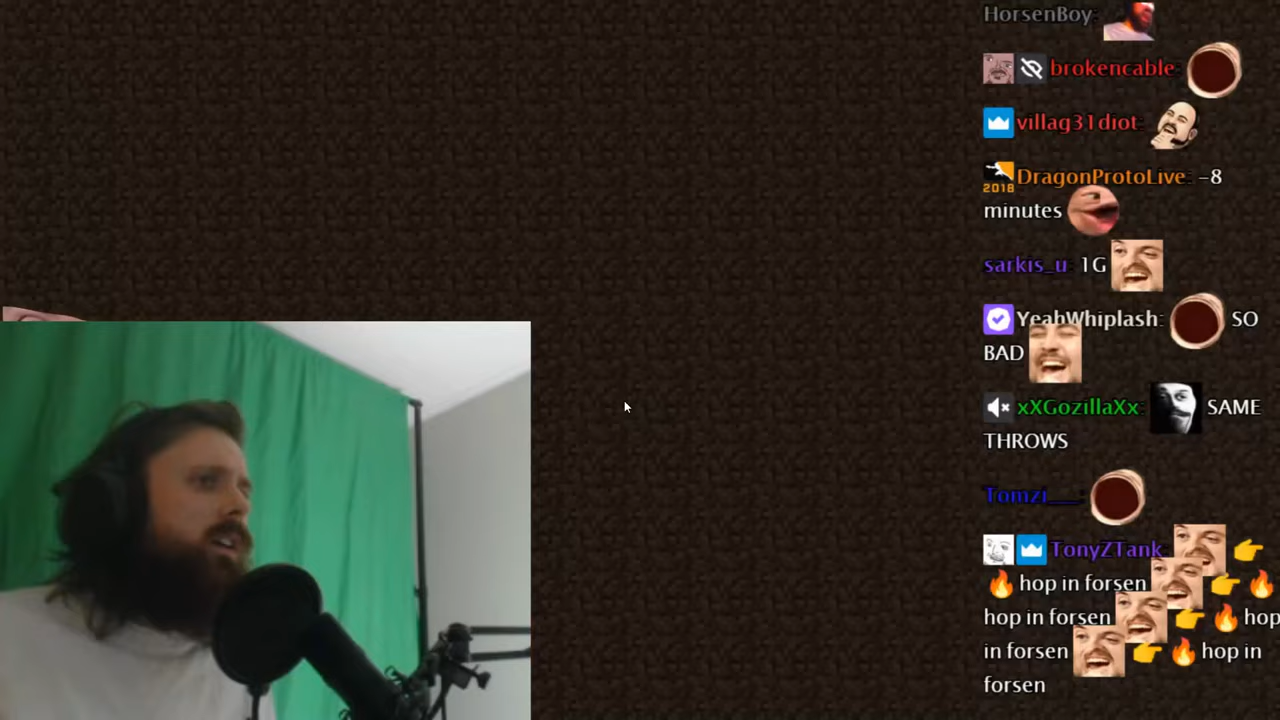 HorsenBoy:
brokencable:
villag31diot:
2018 DragonProtoLive: -8
minutes
sarkis_u: 1G
YeahWhiplash: SO
BAD
xXGozillaXx: SAME
THROWS
Tomzi___:
TonyZTank
hop in forsen
hop in forsen hop
in forsen hop in
forsen